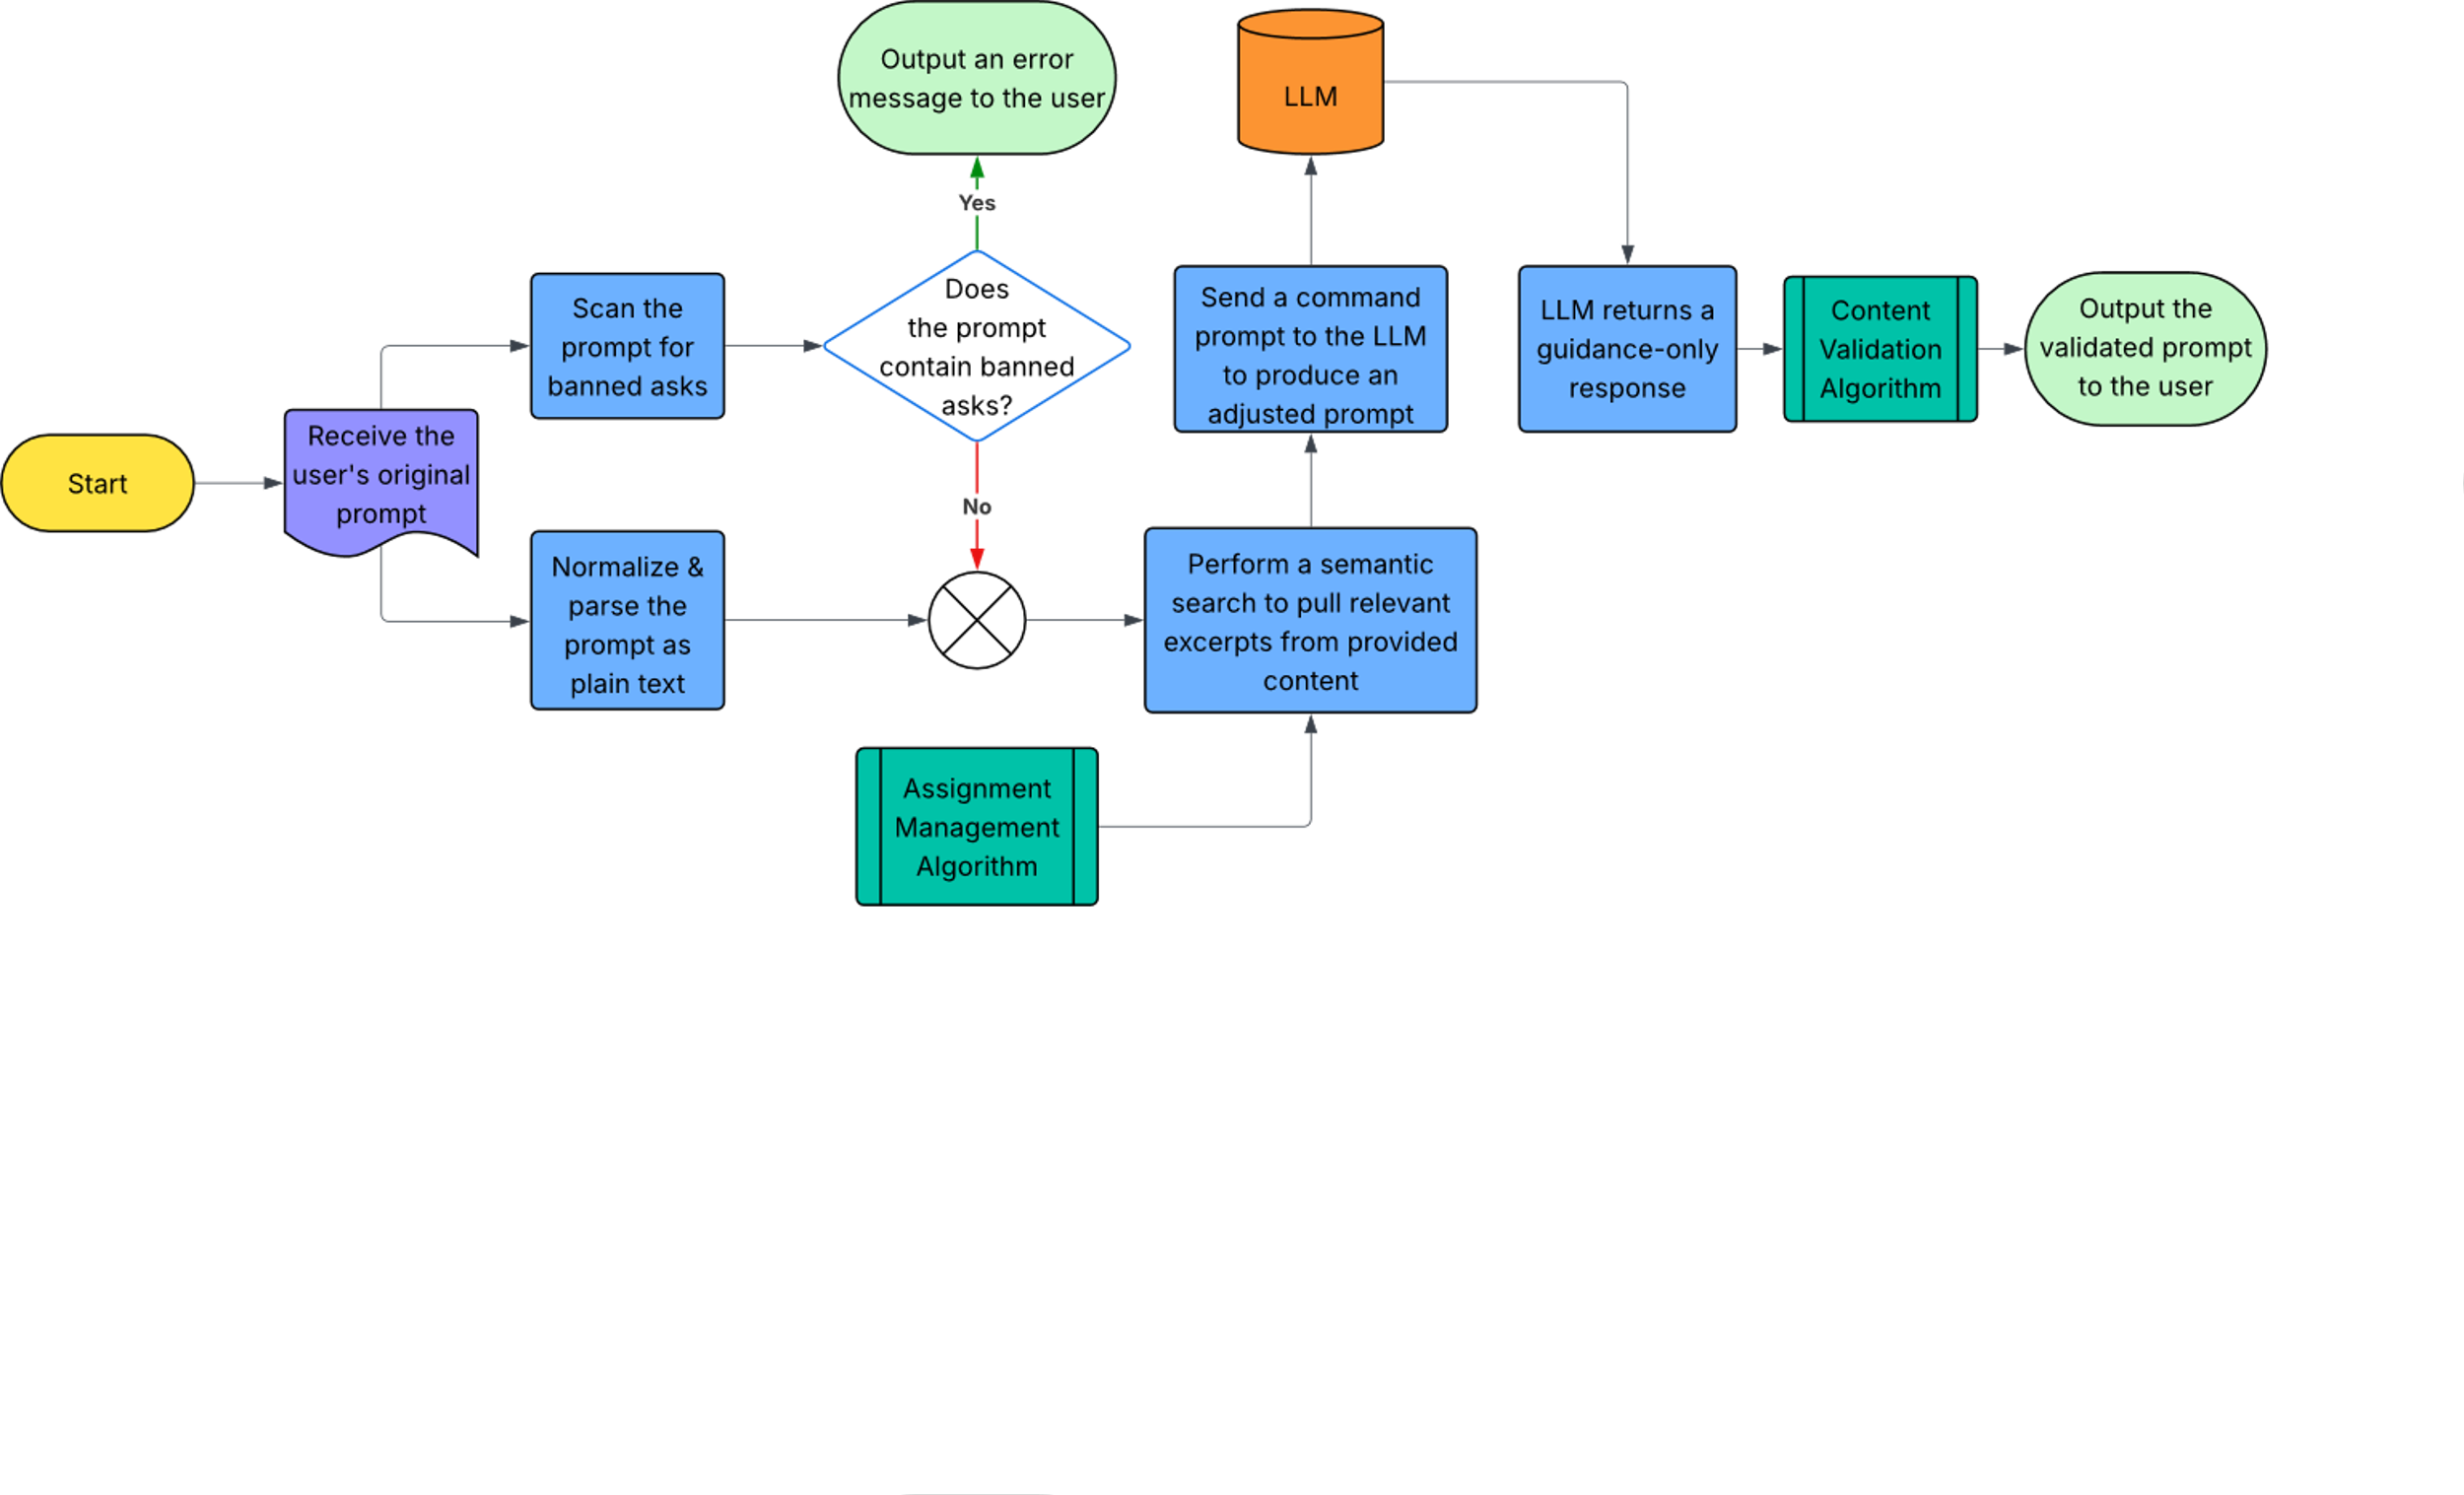 Start
Receive the
user's original
prompt
Scan the
prompt for
banned asks
Normalize &
parse the
prompt as
plain text
Output an error
message to the user
Yes
Does
the prompt
contain banned
asks?
No
Assignment
Management
Algorithm
Perform a semantic
search to pull relevant
excerpts from provided
content
Send a command
prompt to the LLM
to produce an
adjusted prompt
LLM
LLM returns a
guidance-only
response
Content
Validation
Algorithm
Output the
validated prompt
to the user